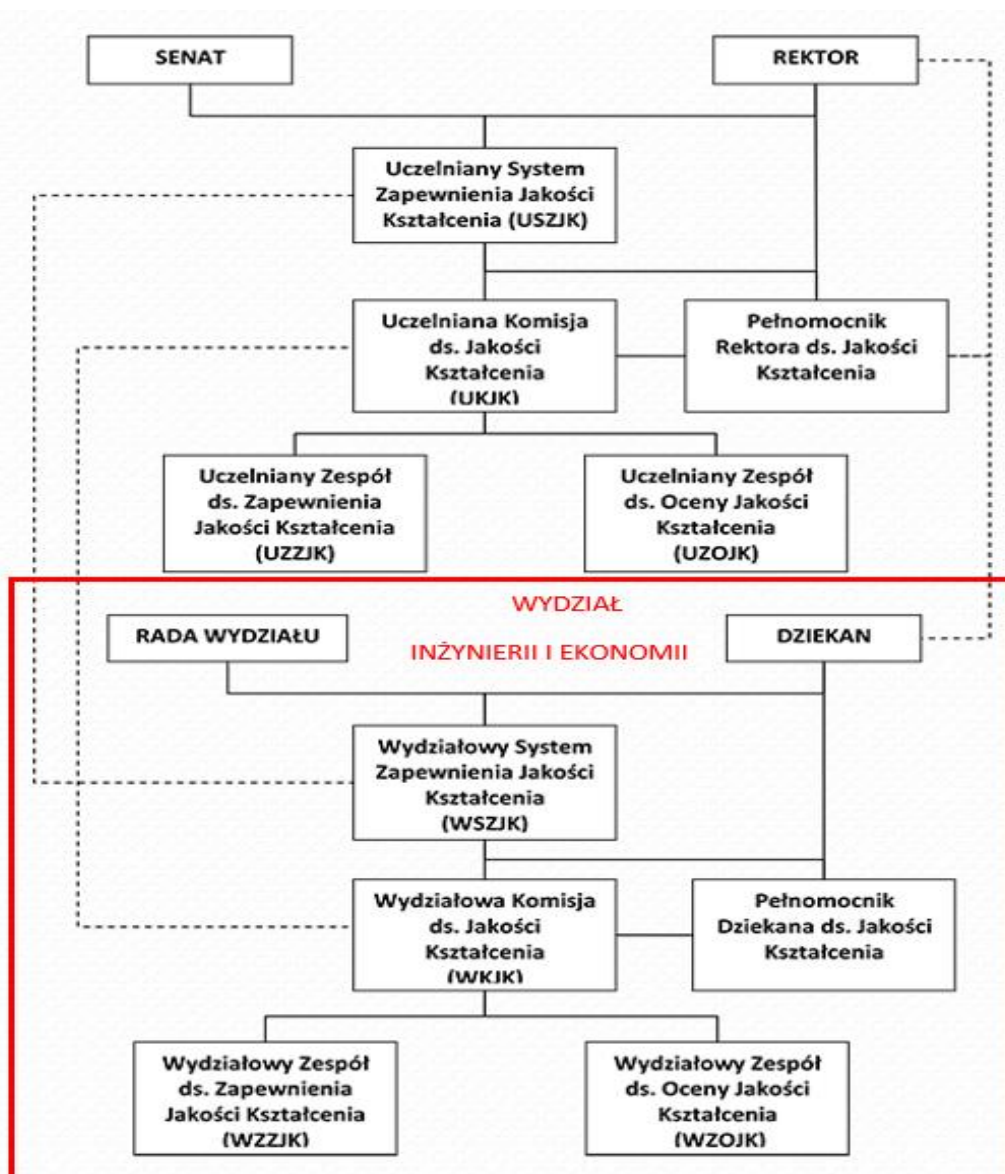 SENAT
REKTOR
Uczelniany System
Zapewnienia Jakości
Kształcenia (USZJK)
Uczelniana Komisja
ds. Jakości
Kształcenia
(UKJK)
Pełnomocnik
Rektora ds. Jakości
Kształcenia
Uczelniany Zespół
ds. Zapewnienia
Jakości Kształcenia
(UZZJK)
Uczelniany Zespół
ds. Oceny Jakości
Kształcenia
(UZOJK)
WYDZIAŁ
INŻYNIERII I EKONOMII
RADA WYDZIAŁU
DZIEKAN
Wydziałowy System
Zapewnienia Jakości
Kształcenia
(WSZJK)
Wydziałowa Komisja
ds. Jakości
Kształcenia
(WKJK)
Pełnomocnik
Dziekana ds. Jakości
Kształcenia
Wydziałowy Zespół
ds. Zapewnienia
Jakości Kształcenia
(WZZJK)
Wydziałowy Zespół
ds. Oceny Jakości
Kształcenia
(WZOJK)